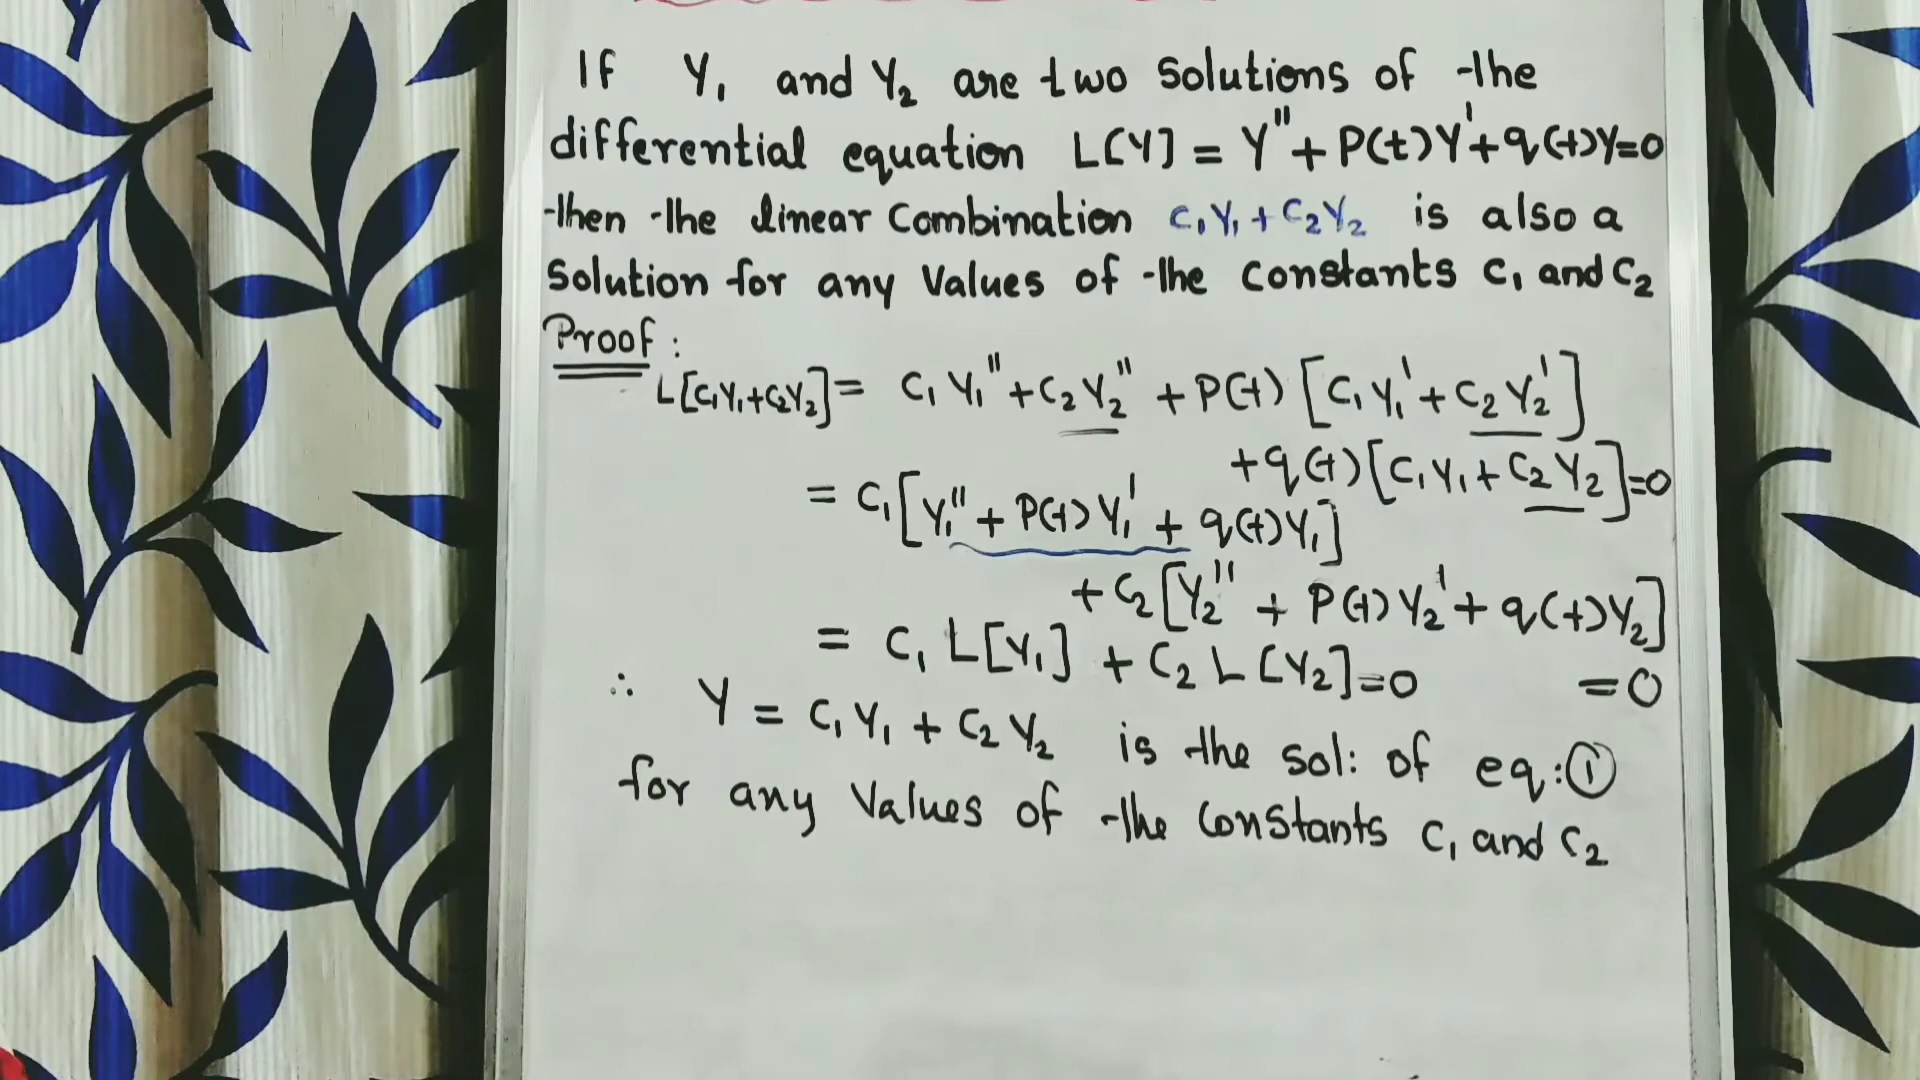 If Y₁ and Y₂ are two solutions of the
differential equation L[Y] = Y'' + P(t)Y' + q(t)Y=0
then the linear combination C₁Y₁ + C₂Y₂ is also a
solution for any values of the constants C₁ and C₂
Proof:
L[C₁Y₁+C₂Y₂] = C₁Y₁'' + C₂Y₂'' + P(t) [C₁Y₁' + C₂Y₂']
+ q(t) [C₁Y₁ + C₂Y₂] =0
= C₁[Y₁'' + P(t)Y₁' + q(t)Y₁]
+ C₂[Y₂'' + P(t)Y₂' + q(t)Y₂]
=0
= C₁ L[Y₁] + C₂ L[Y₂] =0
∴ Y = C₁Y₁ + C₂Y₂ is the sol: of eq:①
for any values of the constants C₁ and C₂